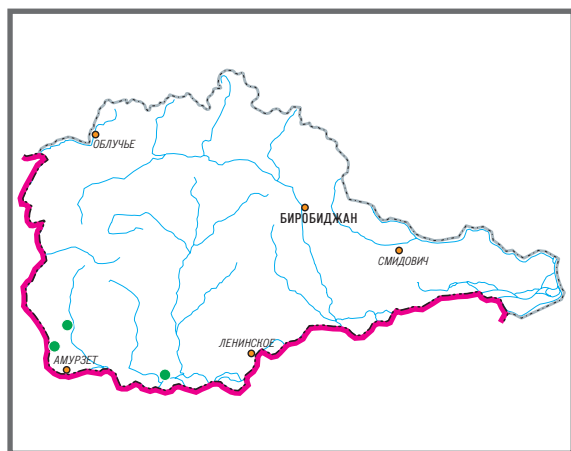 ОБЛУЧЬЕ
БИРОБИДЖАН
СМИДОВИЧ
ЛЕНИНСКОЕ
АМУРЗЕТ